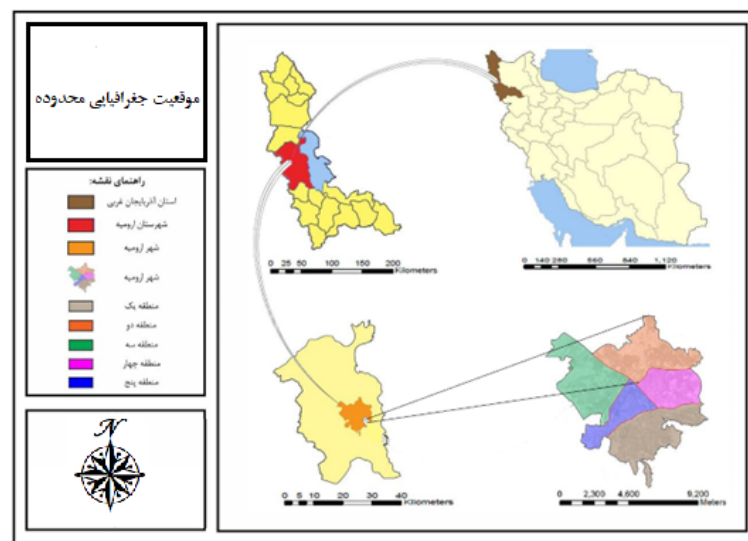 موقعیت جغرافیایی محدوده
راهنمای نقشه:
استان آذربایجان غربی
شهرستان ارومیه
شهر ارومیه
شهر ارومیه
منطقه یک
منطقه دو
منطقه سه
منطقه چهار
منطقه پنج
N
0 25 50 100 150 200
Kilometers
0 140 280 560 840 1,120
Kilometers
0 5 10 20 30 40
Kilometers
0 2,300 4,600 9,200
Meters